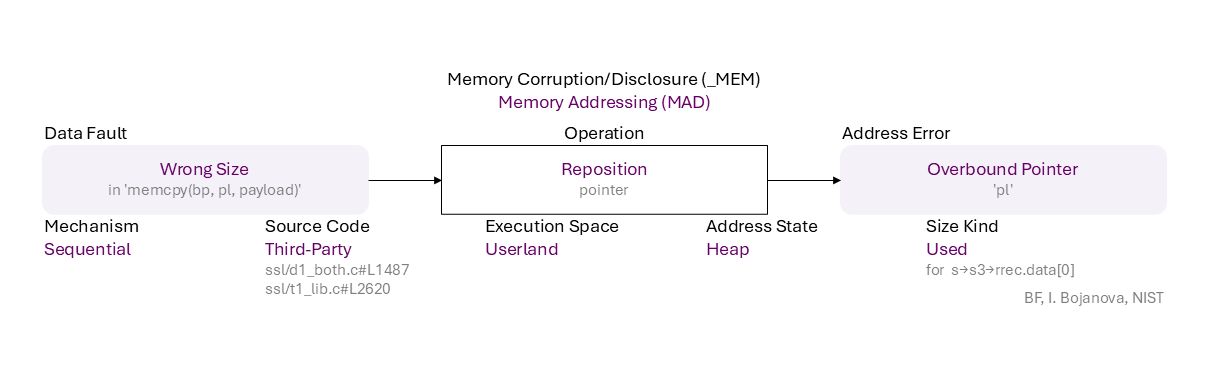 Memory Corruption/Disclosure (_MEM)
Memory Addressing (MAD)
Data Fault
Operation
Address Error
Wrong Size
in 'memcpy(bp, pl, payload)'
Reposition
pointer
Overbound Pointer
'pl'
Mechanism
Sequential
Source Code
Third-Party
ssl/d1_both.c#L1487
ssl/t1_lib.c#L2620
Execution Space
Userland
Address State
Heap
Size Kind
Used
for s→s3→rrec.data[0]
BF, I. Bojanova, NIST